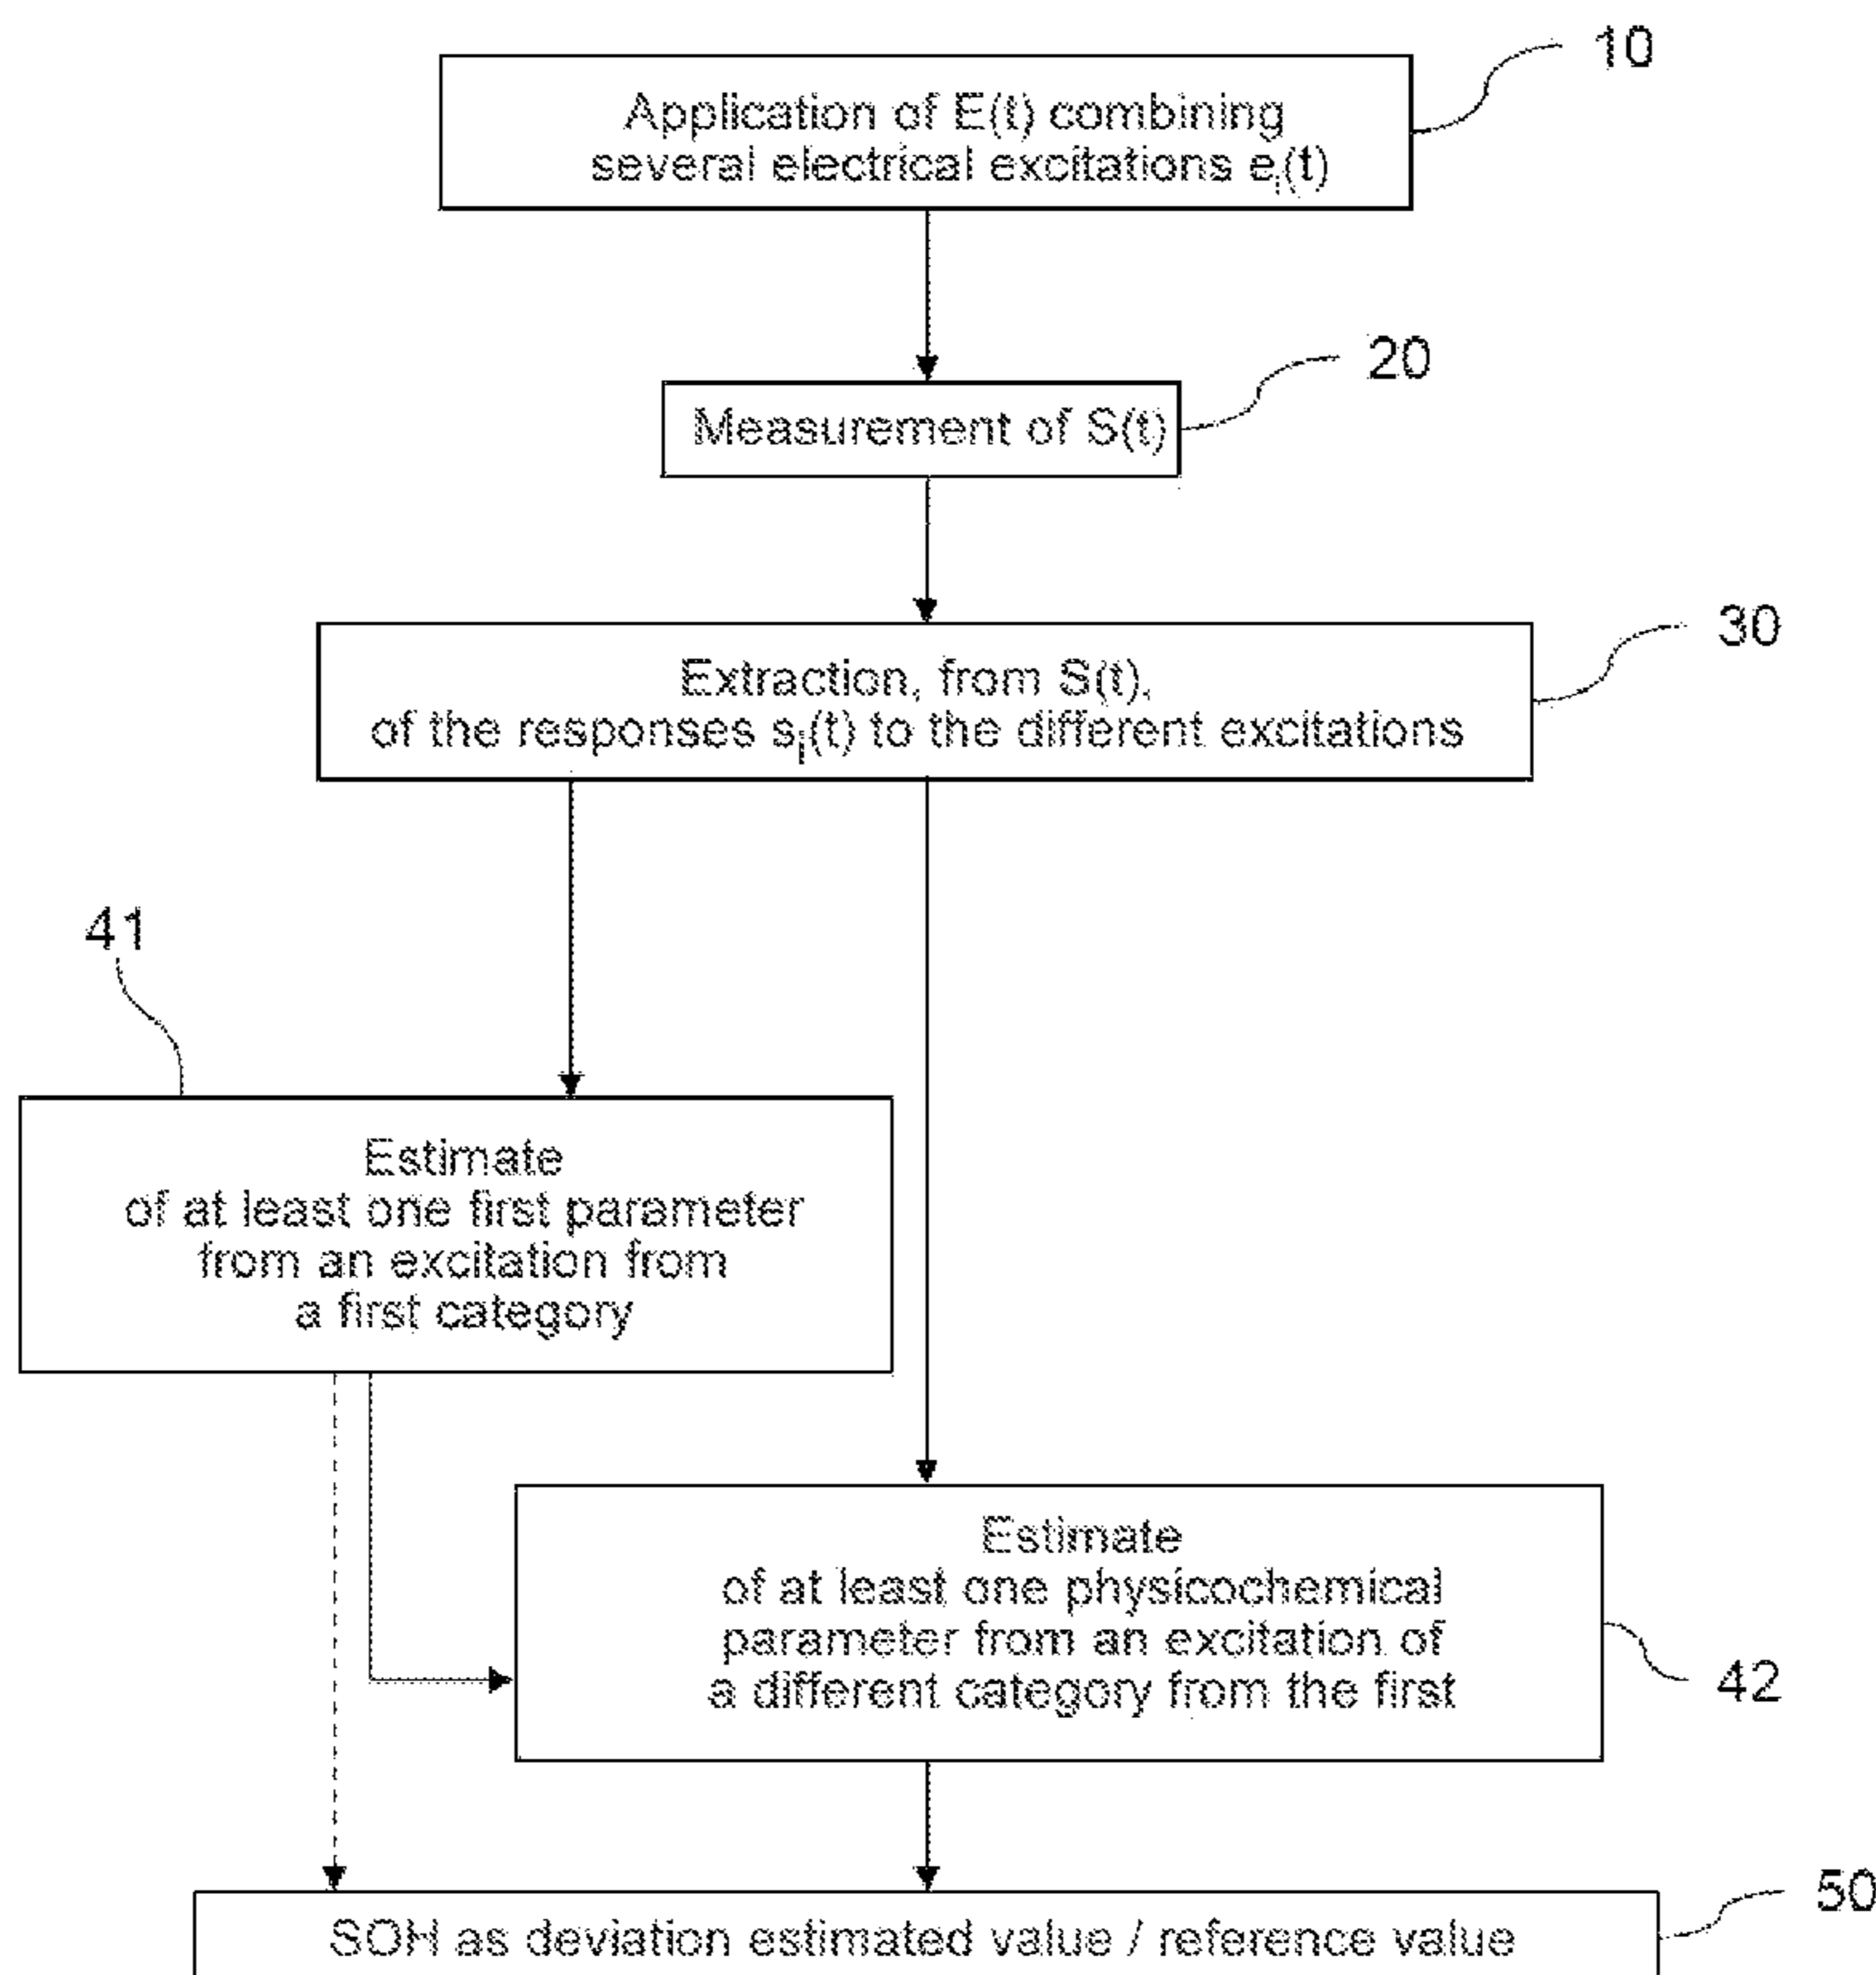 10
Application of E(t) combining
several electrical excitations ei(t)
20
Measurement of S(t)
30
Extraction, from S(t),
of the responses si(t) to the different excitations
41
Estimate
of at least one first parameter
from an excitation from
a first category
Estimate
of at least one physicochemical
parameter from an excitation of
a different category from the first
42
50
SOH as deviation estimated value / reference value